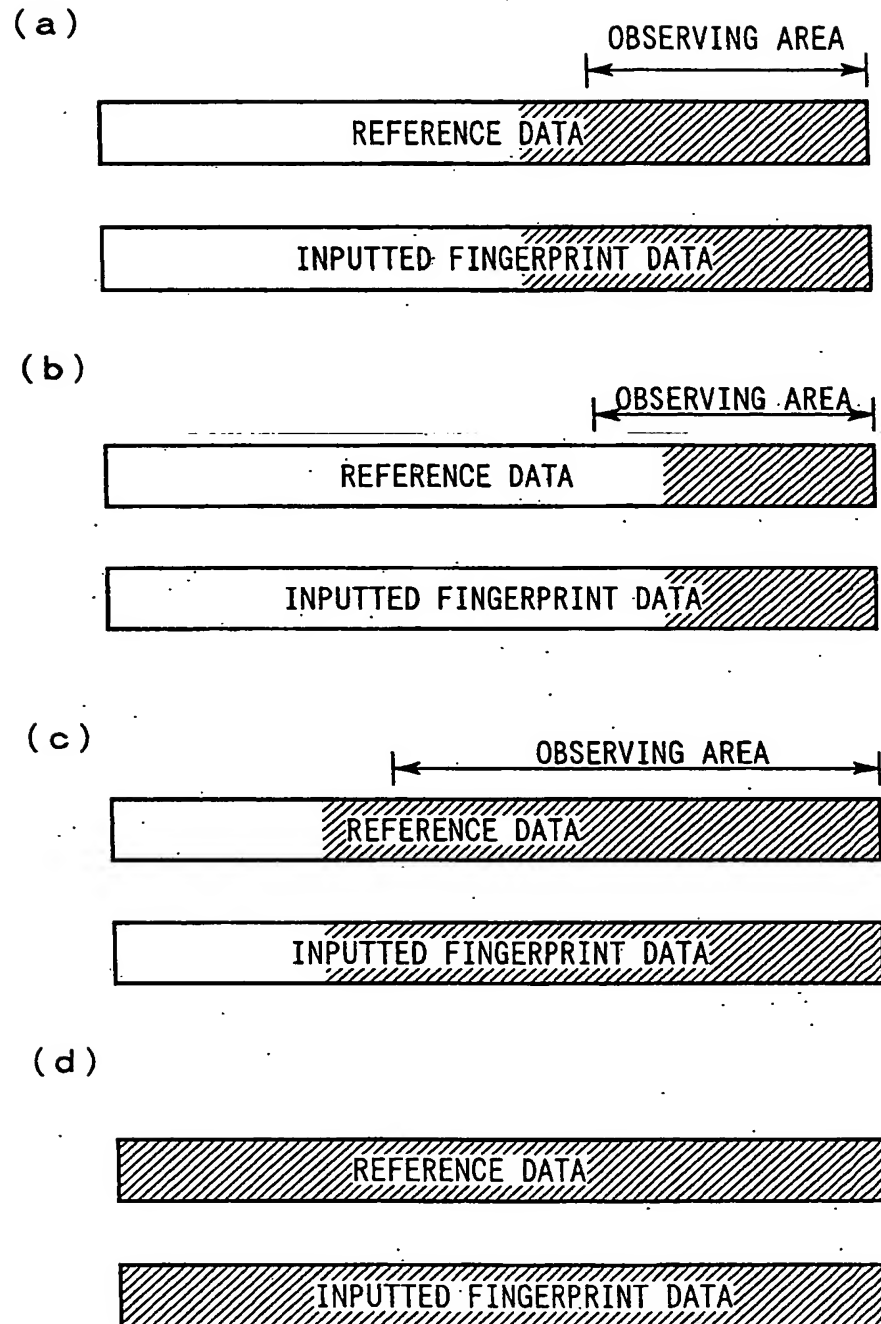 (a)
OBSERVING AREA
REFERENCE DATA
INPUTTED FINGERPRINT DATA
(b)
OBSERVING AREA
REFERENCE DATA
INPUTTED FINGERPRINT DATA
(c)
OBSERVING AREA
REFERENCE DATA
INPUTTED FINGERPRINT DATA
(d)
REFERENCE DATA
INPUTTED FINGERPRINT DATA